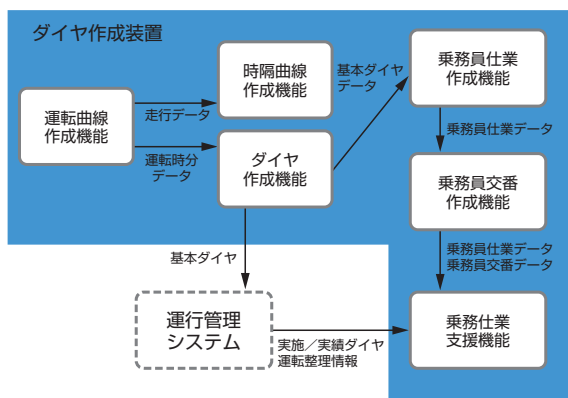 ダイヤ作成装置
運転曲線
作成機能
走行データ
運転時分
データ
時隔曲線
作成機能
ダイヤ
作成機能
基本ダイヤ
データ
乗務員仕業
作成機能
乗務員仕業データ
乗務員交番
作成機能
乗務員仕業データ
乗務員交番データ
基本ダイヤ
運行管理
システム
実施／実績ダイヤ
運転整理情報
乗務仕業
支援機能